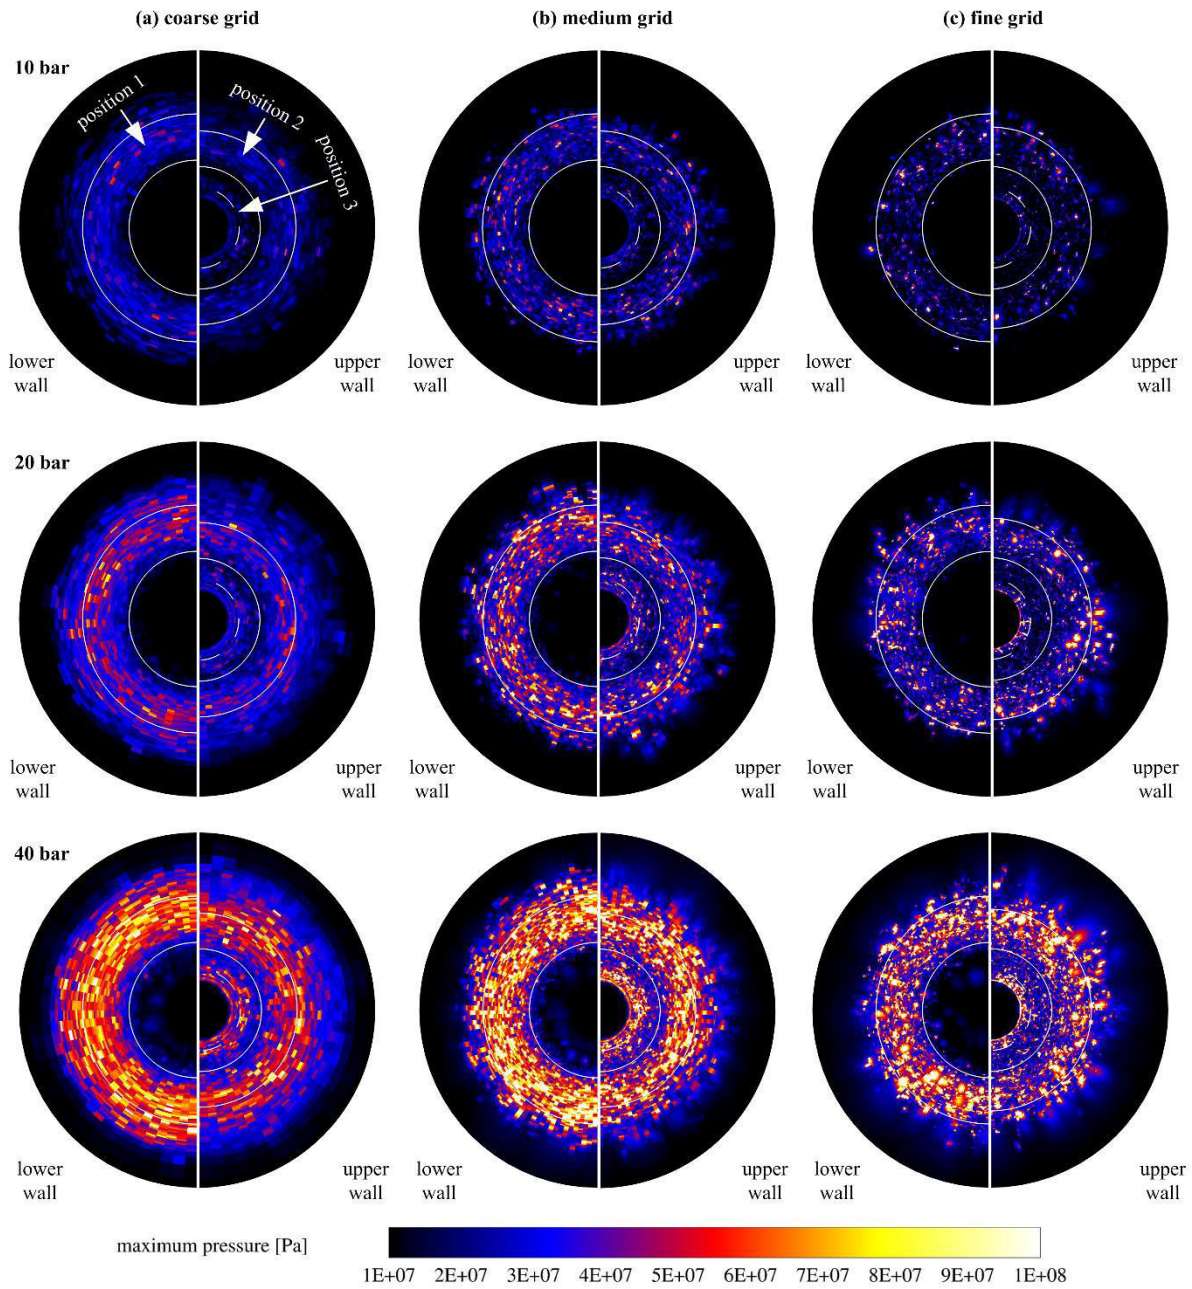 (a) coarse grid
(b) medium grid
(c) fine grid
10 bar
position 1
position 2
position 3
lower
wall
upper
wall
lower
wall
upper
wall
lower
wall
upper
wall
20 bar
lower
wall
upper
wall
lower
wall
upper
wall
lower
wall
upper
wall
40 bar
lower
wall
upper
wall
lower
wall
upper
wall
lower
wall
upper
wall
maximum pressure [Pa]
1E+07 2E+07 3E+07 4E+07 5E+07 6E+07 7E+07 8E+07 9E+07 1E+08